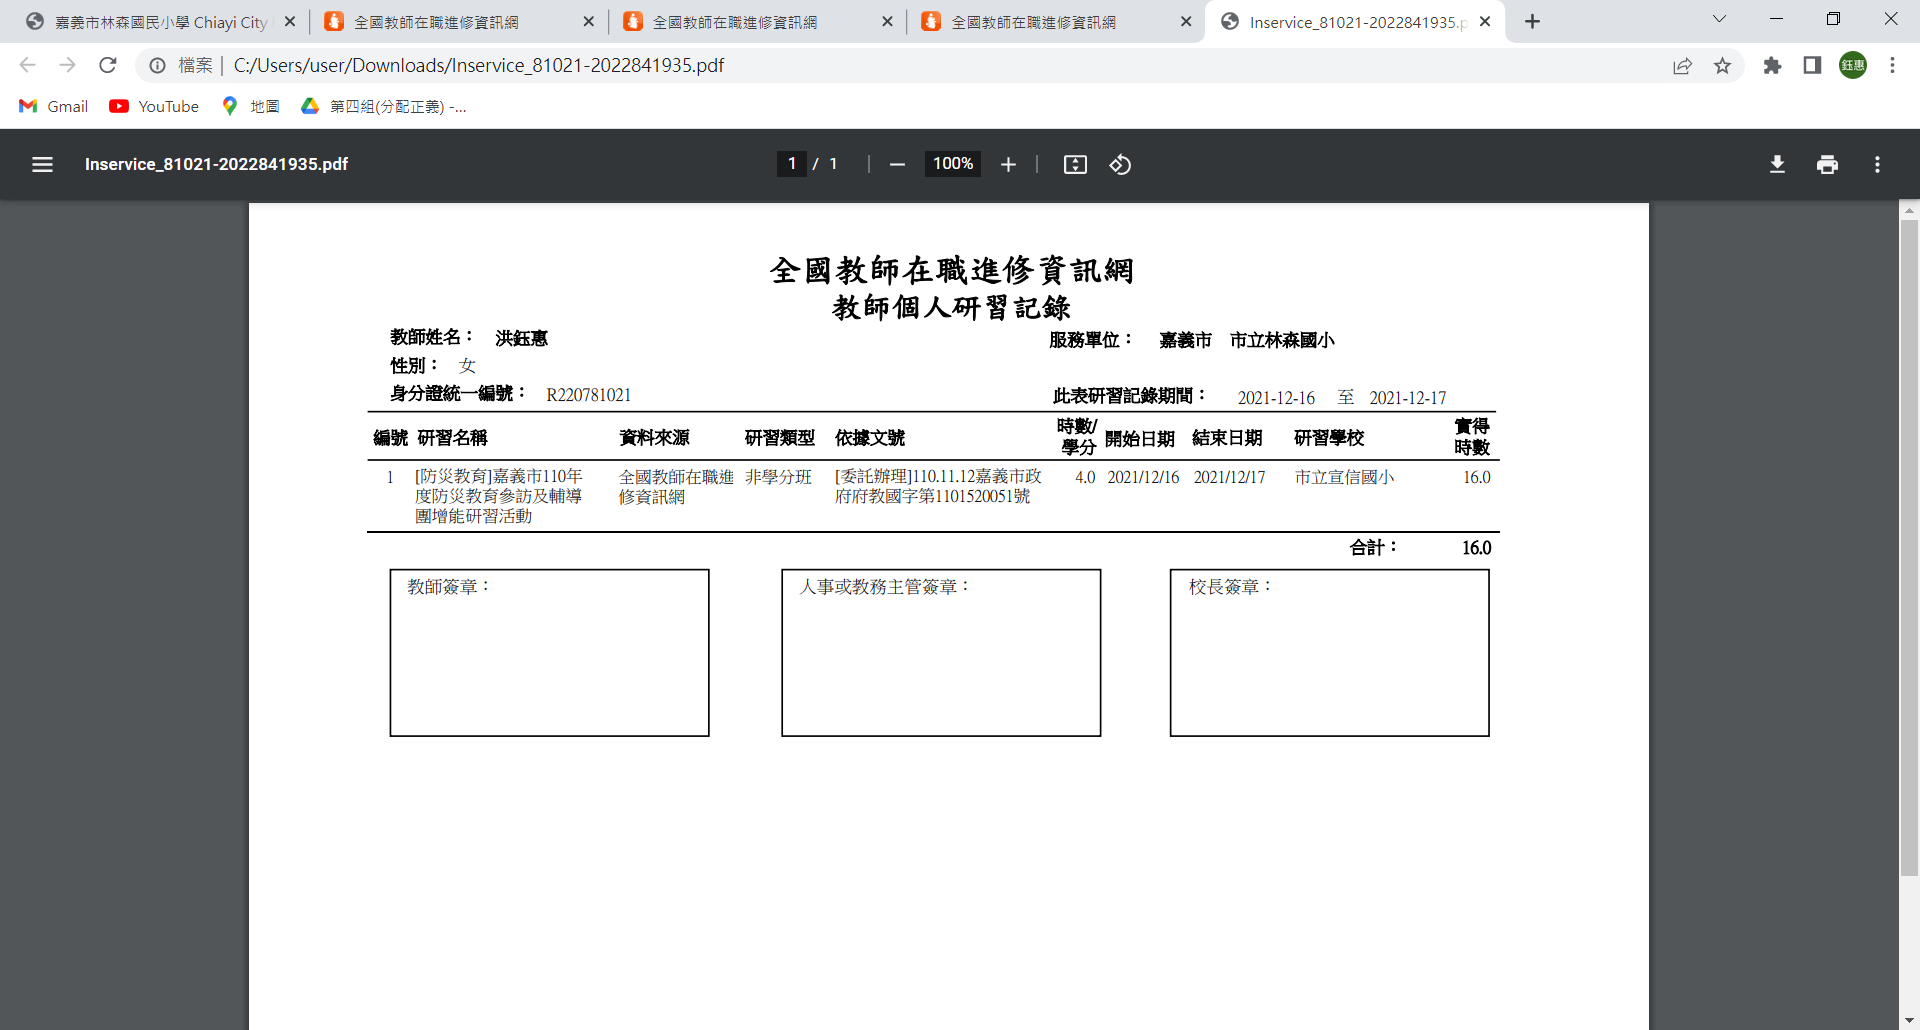 嘉義市林森國民小學 Chiayi City
全國教師在職進修資訊網
全國教師在職進修資訊網
全國教師在職進修資訊網
Inservice_81021-2022841935.p
檔案 C:/Users/user/Downloads/Inservice_81021-2022841935.pdf
鈺惠
Gmail YouTube 地圖 第四組(分配正義) -...
Inservice_81021-2022841935.pdf
1 / 1 100%
全國教師在職進修資訊網
教師個人研習記錄
教師姓名： 洪鈺惠 服務單位： 嘉義市 市立林森國小
性別： 女
身分證統一編號： R220781021 此表研習記錄期間： 2021-12-16 至 2021-12-17
編號 研習名稱 資料來源 研習類型 依據文號 時數/學分 開始日期 結束日期 研習學校 實得時數
1 [防災教育]嘉義市110年 全國教師在職進 非學分班 [委託辦理]110.11.12嘉義市政 4.0 2021/12/16 2021/12/17 市立宣信國小 16.0
度防災教育參訪及輔導 修資訊網 府府教國字第1101520051號
團增能研習活動
合計： 16.0
教師簽章： 人事或教務主管簽章： 校長簽章：